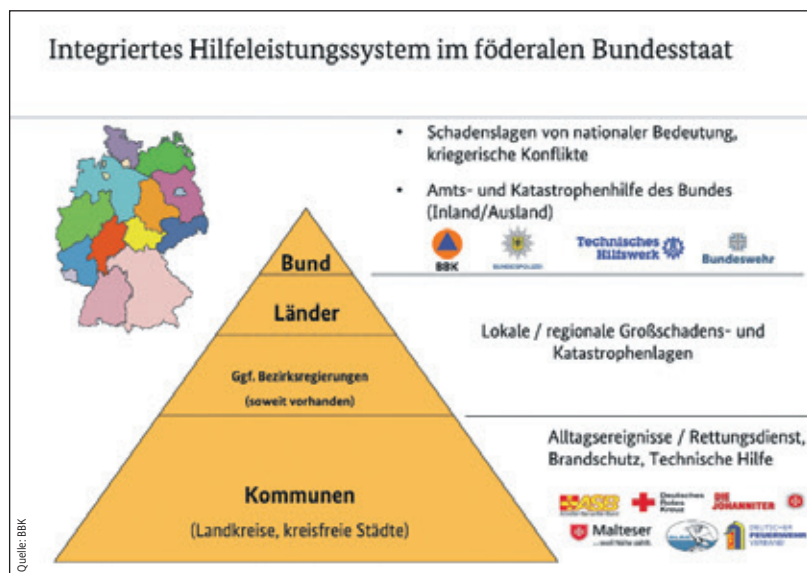 Integriertes Hilfeleistungssystem im föderalen Bundesstaat
• Schadenslagen von nationaler Bedeutung,
kriegerische Konflikte
• Amts- und Katastrophenhilfe des Bundes
(Inland/Ausland)
BBK
BUNDESPOLIZEI
Technisches
Hilfswerk
Bundeswehr
Bund
Länder
Ggf. Bezirksregierungen
(soweit vorhanden)
Lokale / regionale Großschadens- und
Katastrophenlagen
Kommunen
(Landkreise, kreisfreie Städte)
Alltagsereignisse / Rettungsdienst,
Brandschutz, Technische Hilfe
ASB
Deutsches
Rotes
Kreuz
DIE
JOHANNITER
Malteser
DEUTSCHER
FEUERWEHR
VERBAND
Quelle: BBK